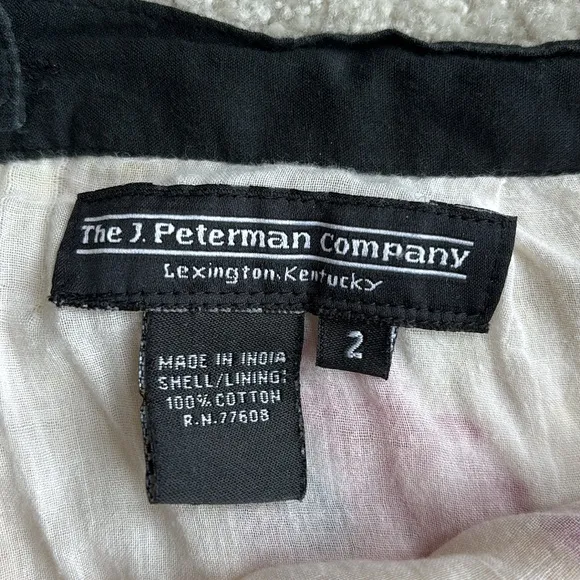 The J. Peterman Company
Lexington, Kentucky
2
MADE IN INDIA
SHELL/LINING:
100% COTTON
R.N.77608